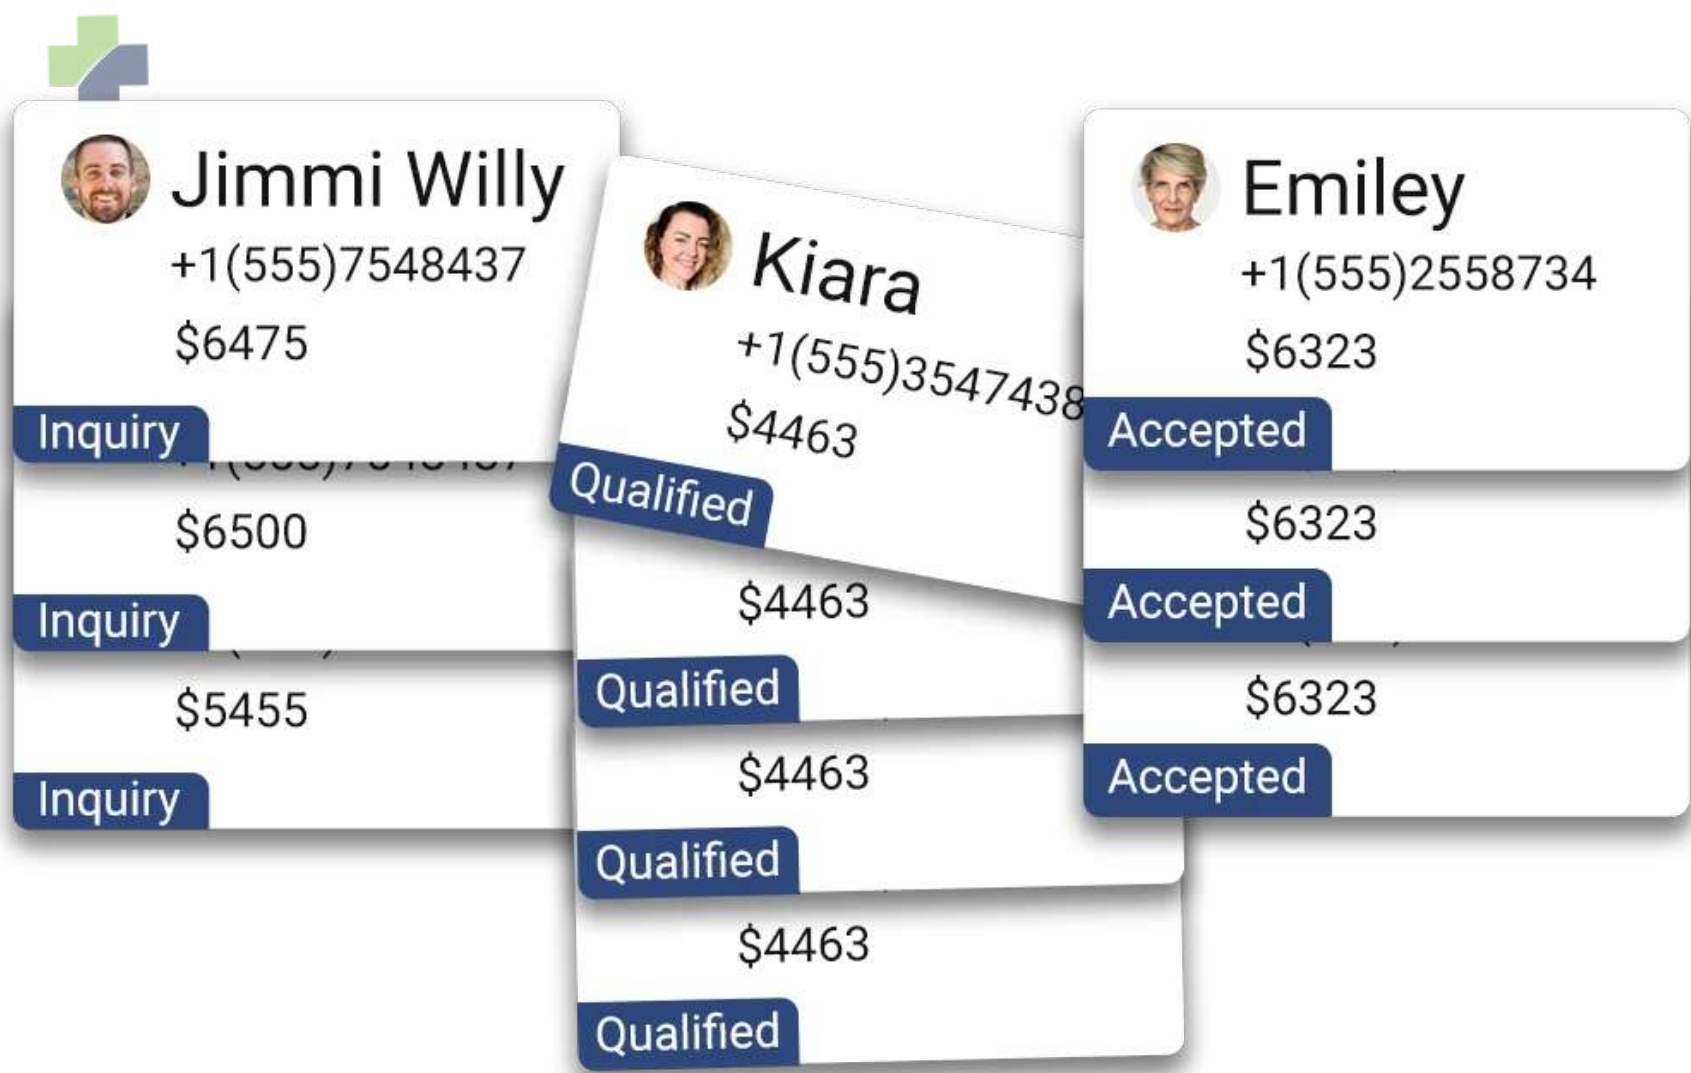 Jimmi Willy
+1(555)7548437
$6475
Inquiry
$6500
Inquiry
$5455
Inquiry
Kiara
+1(555)3547438
$4463
Qualified
$4463
Qualified
$4463
Qualified
$4463
Qualified
Emiley
+1(555)2558734
$6323
Accepted
$6323
Accepted
$6323
Accepted